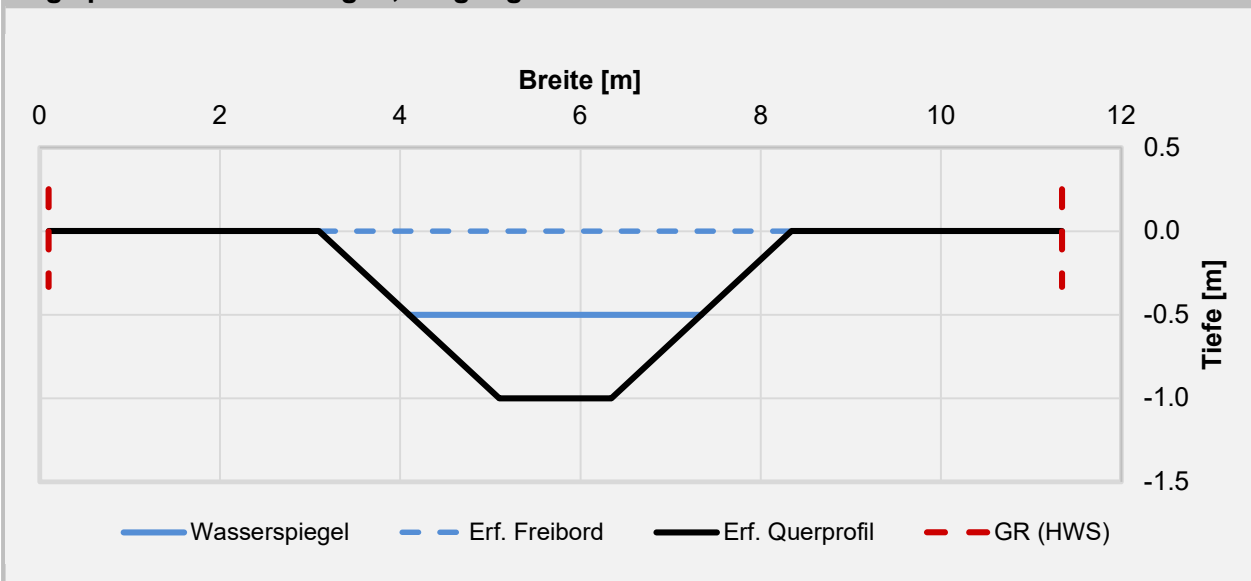 Breite [m]
0 2 4 6 8 10 12
0.5
0.0
-0.5
-1.0
-1.5
Tiefe [m]
Wasserspiegel Erf. Freibord Erf. Querprofil GR (HWS)